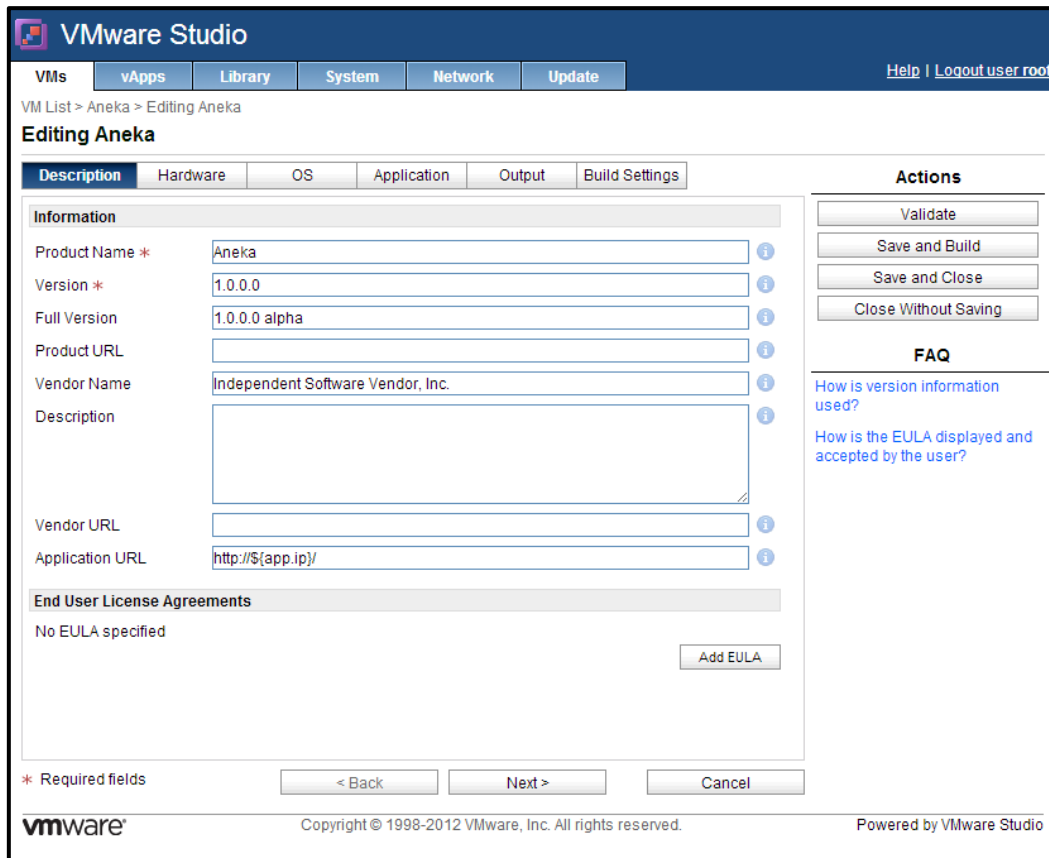 VMware Studio
VMs vApps Library System Network Update Help | Logout user root
VM List > Aneka > Editing Aneka
Editing Aneka
Description Hardware OS Application Output Build Settings
Information
Product Name * Aneka
Version * 1.0.0.0
Full Version 1.0.0.0 alpha
Product URL
Vendor Name Independent Software Vendor, Inc.
Description
Vendor URL
Application URL http://${app.ip}/
End User License Agreements
No EULA specified
Add EULA
Actions
Validate
Save and Build
Save and Close
Close Without Saving
FAQ
How is version information
used?
How is the EULA displayed and
accepted by the user?
* Required fields < Back Next > Cancel
vmware® Copyright © 1998-2012 VMware, Inc. All rights reserved. Powered by VMware Studio